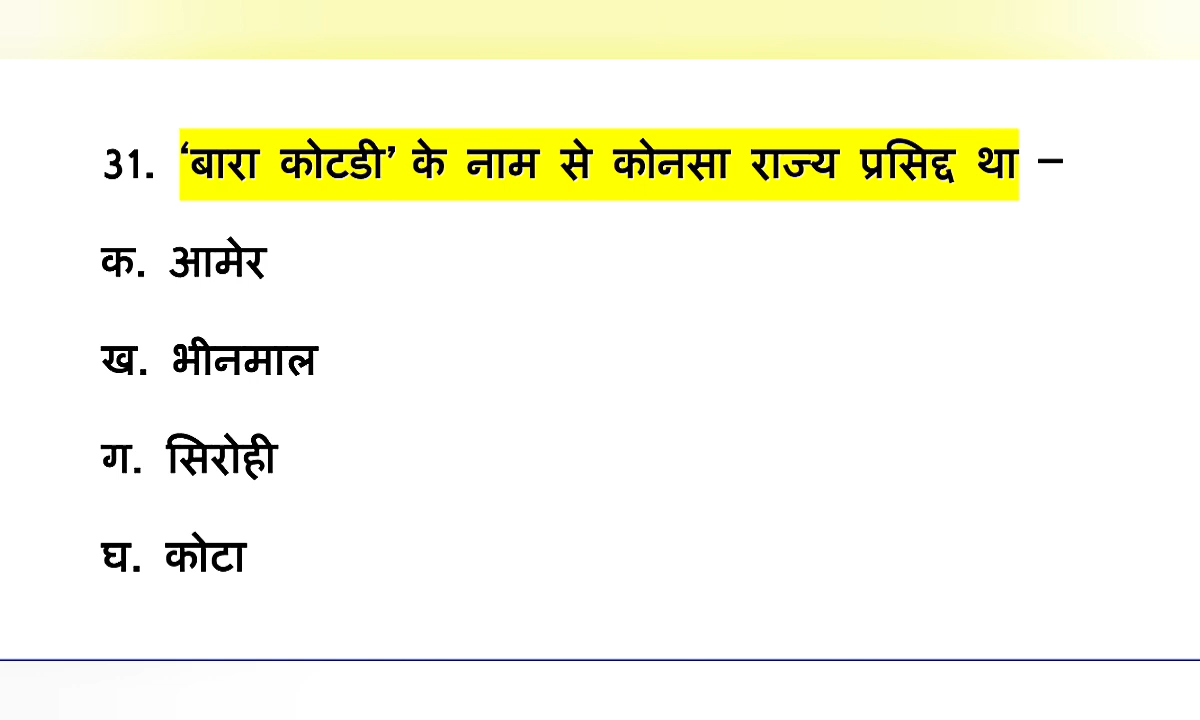 31. ‘बारा कोटडी’ के नाम से कोनसा राज्य प्रसिद्द था –
क. आमेर
ख. भीनमाल
ग. सिरोही
घ. कोटा